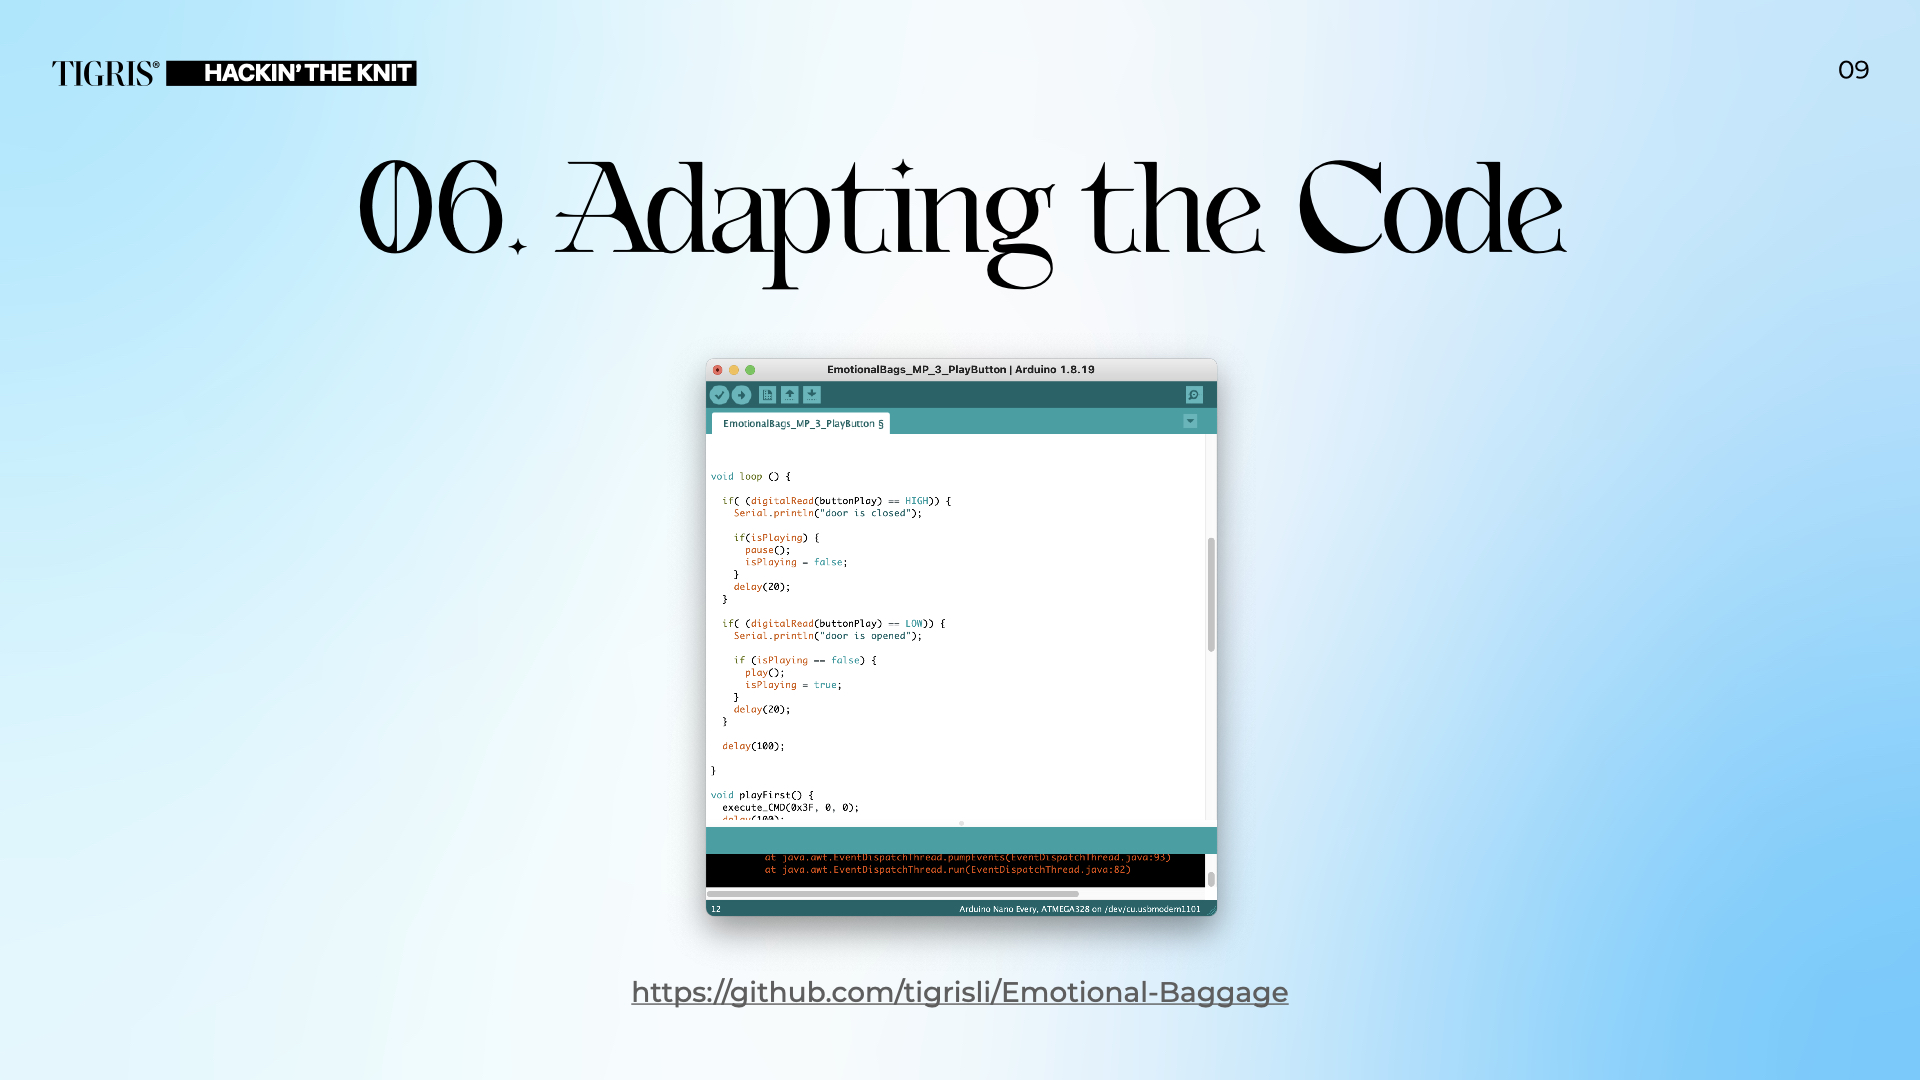 TIGRIS® HACKIN’ THE KNIT
09
06. Adapting the Code
EmotionalBags_MP_3_PlayButton | Arduino 1.8.19
EmotionalBags_MP_3_PlayButton §
void loop () {
if( (digitalRead(buttonPlay) == HIGH)) {
Serial.println("door is closed");
if(isPlaying) {
pause();
isPlaying = false;
}
delay(20);
}
if( (digitalRead(buttonPlay) == LOW)) {
Serial.println("door is opened");
if (isPlaying == false) {
play();
isPlaying = true;
}
delay(20);
}
delay(100);
}
void playFirst() {
execute_CMD(0x3F, 0, 0);
delay(100);
at java.awt.EventDispatchThread.pumpEvents(EventDispatchThread.java:93)
at java.awt.EventDispatchThread.run(EventDispatchThread.java:82)
12
Arduino Nano Every, ATMEGA328 on /dev/cu.usbmodem1101
https://github.com/tigrisli/Emotional-Baggage